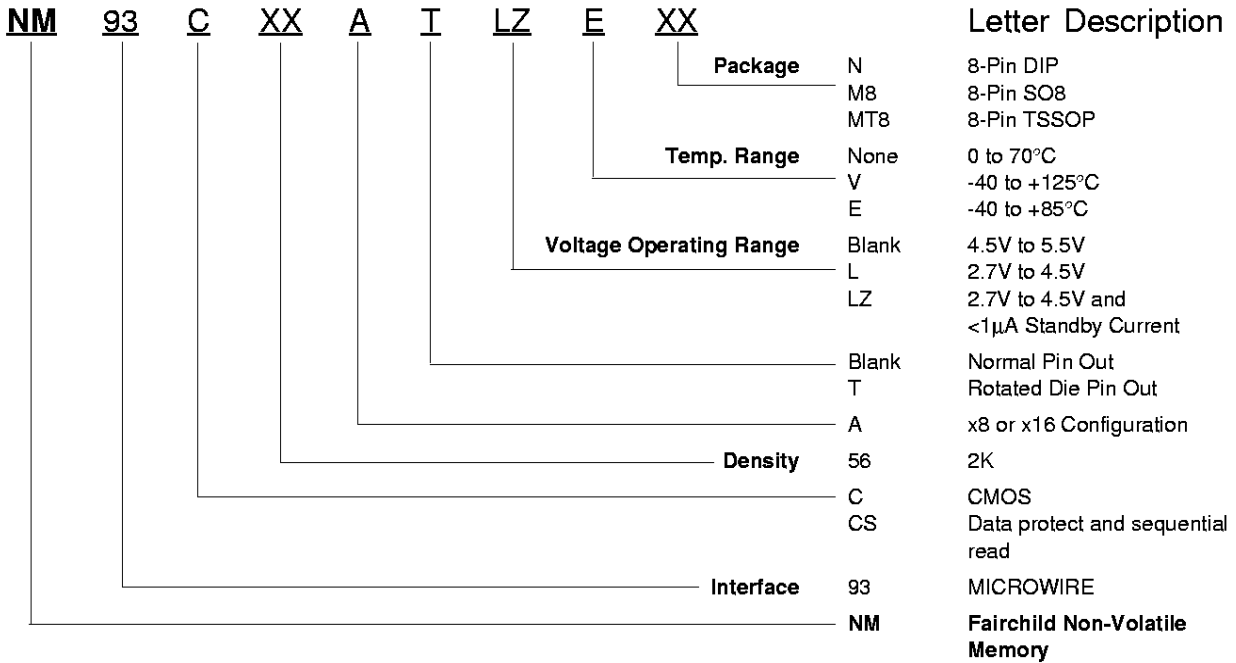 NM 93 C XX A T LZ E XX Letter Description
Package N 8-Pin DIP
M8 8-Pin SO8
MT8 8-Pin TSSOP
Temp. Range None 0 to 70°C
V -40 to +125°C
E -40 to +85°C
Voltage Operating Range Blank 4.5V to 5.5V
L 2.7V to 4.5V
LZ 2.7V to 4.5V and
<1µA Standby Current
Blank Normal Pin Out
T Rotated Die Pin Out
A x8 or x16 Configuration
Density 56 2K
C CMOS
CS Data protect and sequential
read
Interface 93 MICROWIRE
NM Fairchild Non-Volatile
Memory